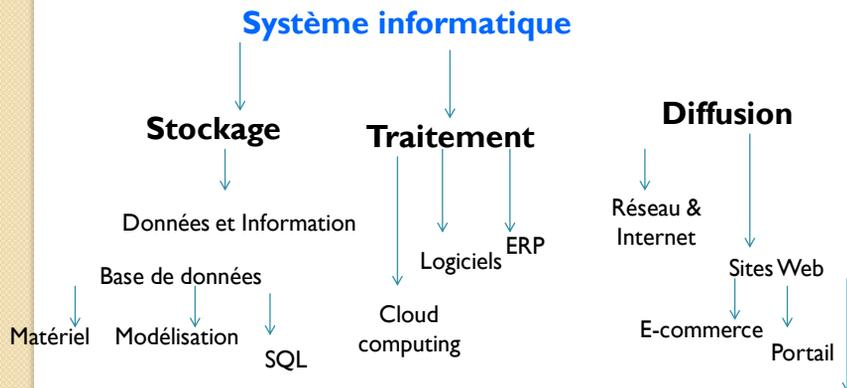 Système informatique
Stockage
Traitement
Diffusion
Données et Information
Réseau &
Internet
Logiciels
ERP
Base de données
Sites Web
Cloud
computing
Matériel
Modélisation
SQL
E-commerce
Portail